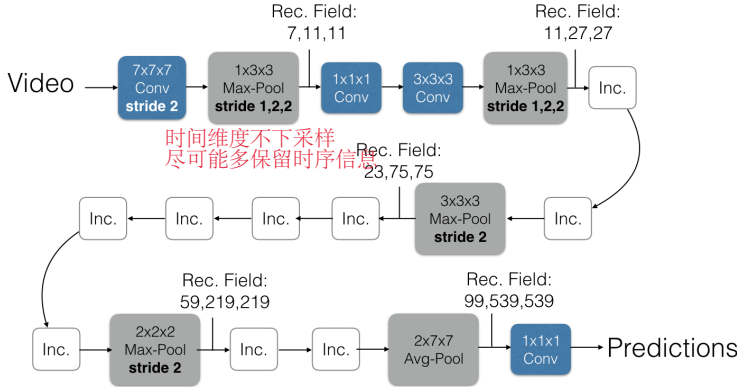 Rec. Field:
7,11,11
Rec. Field:
11,27,27
Video
7x7x7
Conv
stride 2
1x3x3
Max-Pool
stride 1,2,2
1x1x1
Conv
3x3x3
Conv
1x3x3
Max-Pool
stride 1,2,2
Inc.
时间维度不下采样
尽可能多保留时序信息
Rec. Field:
23,75,75
Inc.
Inc.
Inc.
Inc.
3x3x3
Max-Pool
stride 2
Inc.
Rec. Field:
59,219,219
Rec. Field:
99,539,539
Inc.
2x2x2
Max-Pool
stride 2
Inc.
Inc.
2x7x7
Avg-Pool
1x1x1
Conv
Predictions